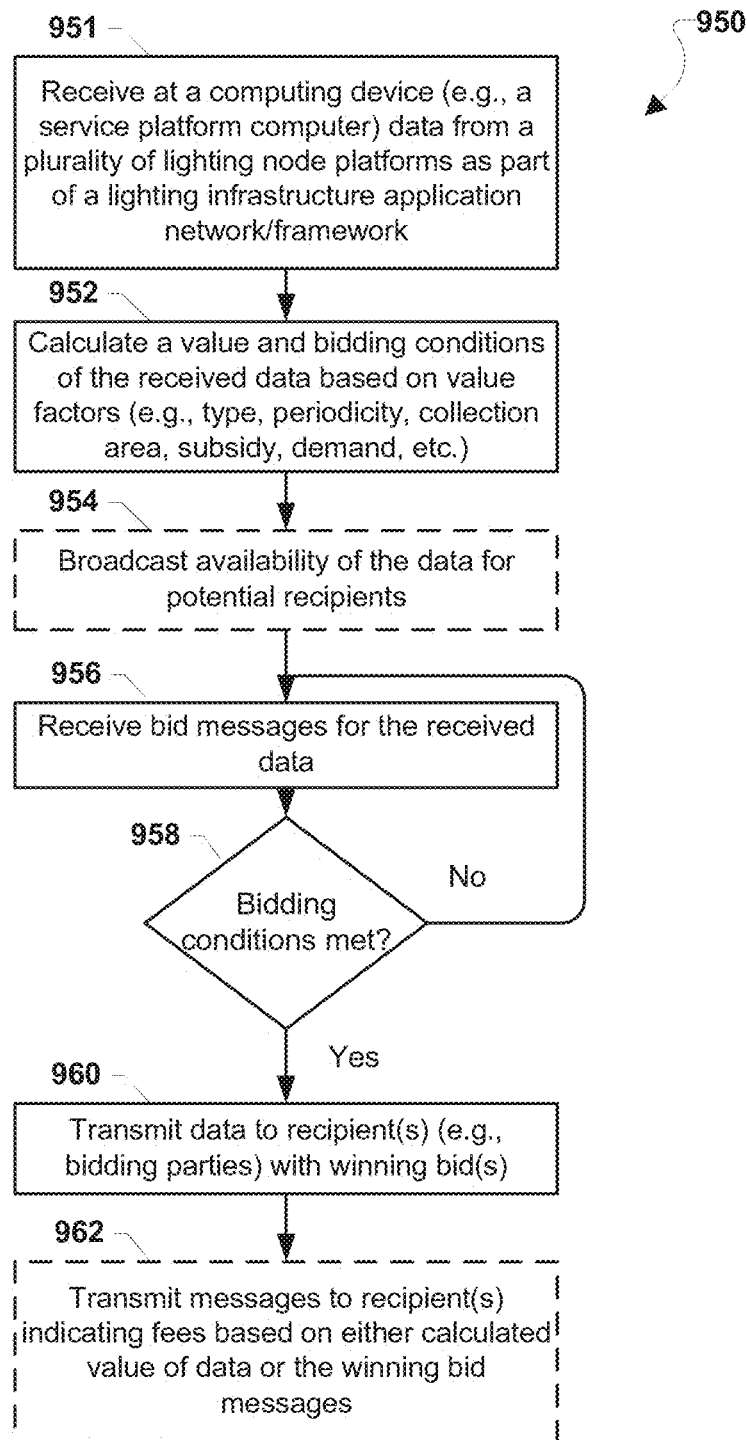 950
951
Receive at a computing device (e.g., a
service platform computer) data from a
plurality of lighting node platforms as part
of a lighting infrastructure application
network/framework
952
Calculate a value and bidding conditions
of the received data based on value
factors (e.g., type, periodicity, collection
area, subsidy, demand, etc.)
954
Broadcast availability of the data for
potential recipients
956
Receive bid messages for the received
data
958
Bidding
conditions met?
No
Yes
960
Transmit data to recipient(s) (e.g.,
bidding parties) with winning bid(s)
962
Transmit messages to recipient(s)
indicating fees based on either calculated
value of data or the winning bid
messages